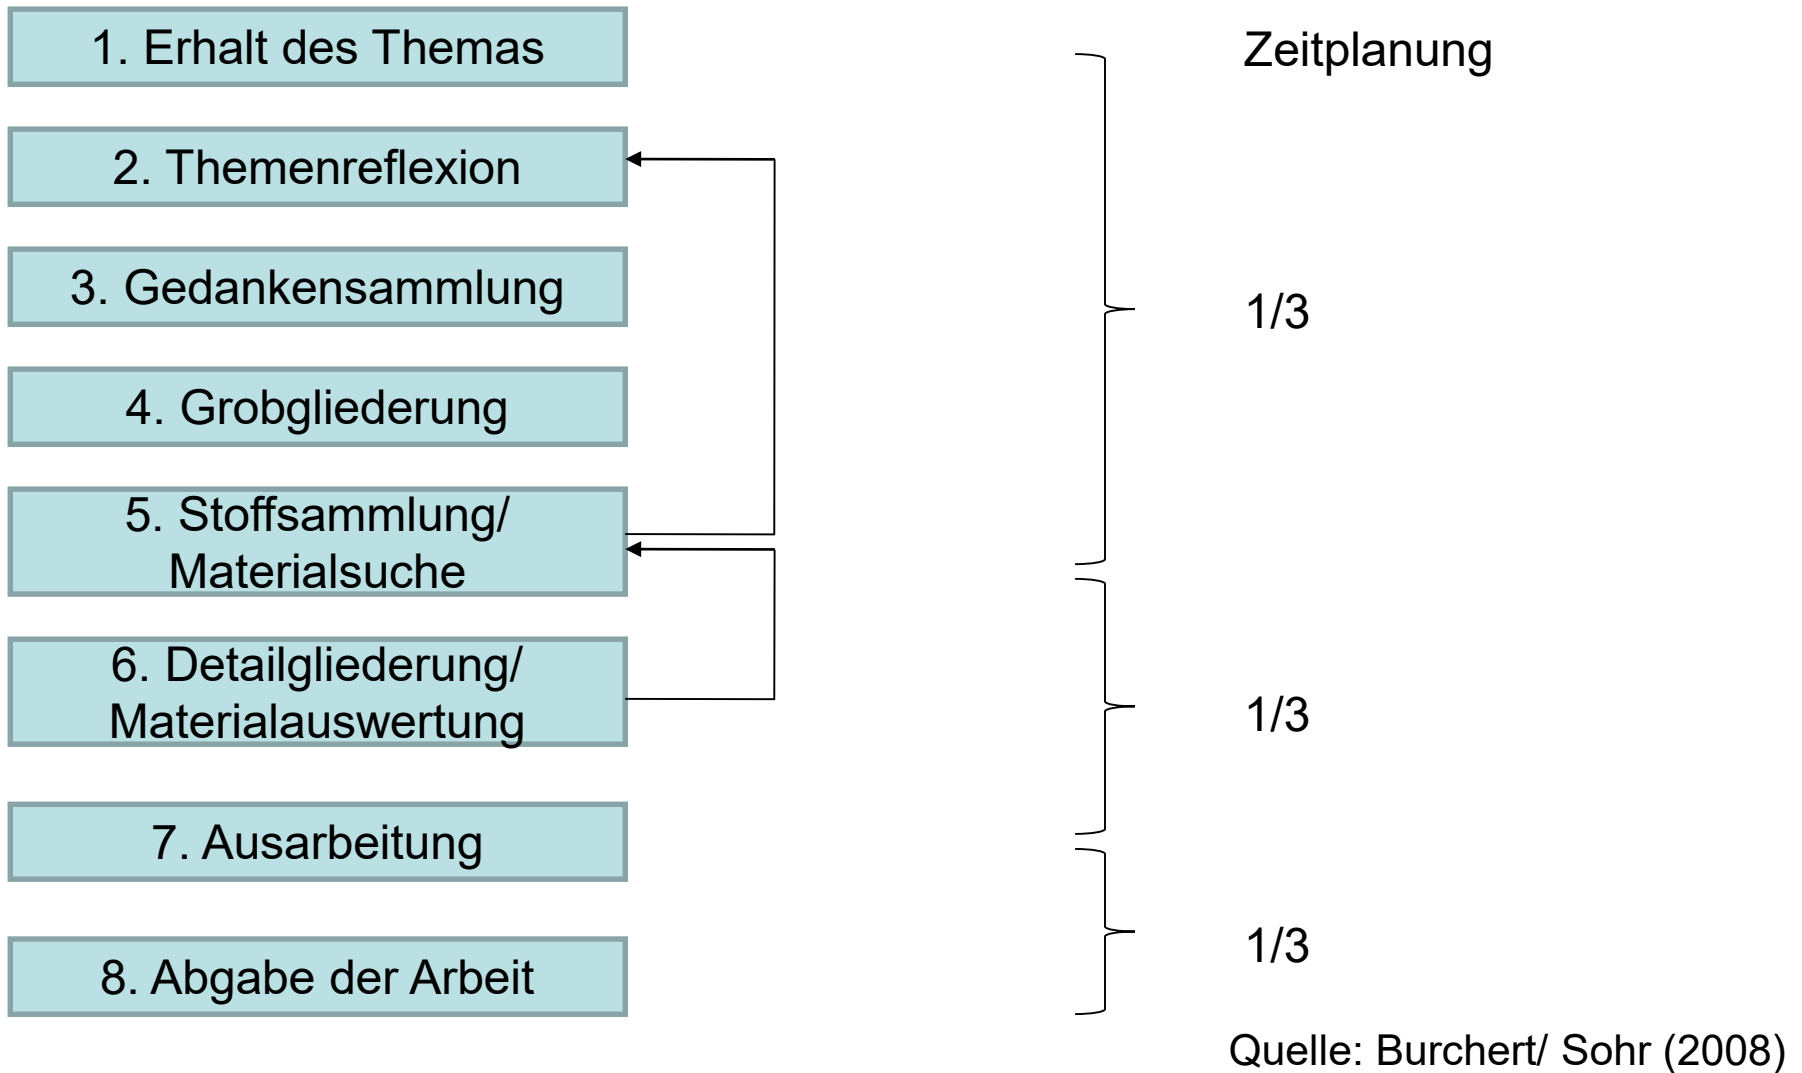 1. Erhalt des Themas
Zeitplanung
2. Themenreflexion
3. Gedankensammlung
1/3
4. Grobgliederung
5. Stoffsammlung/
Materialsuche
6. Detailgliederung/
Materialauswertung
1/3
7. Ausarbeitung
1/3
8. Abgabe der Arbeit
Quelle: Burchert/ Sohr (2008)